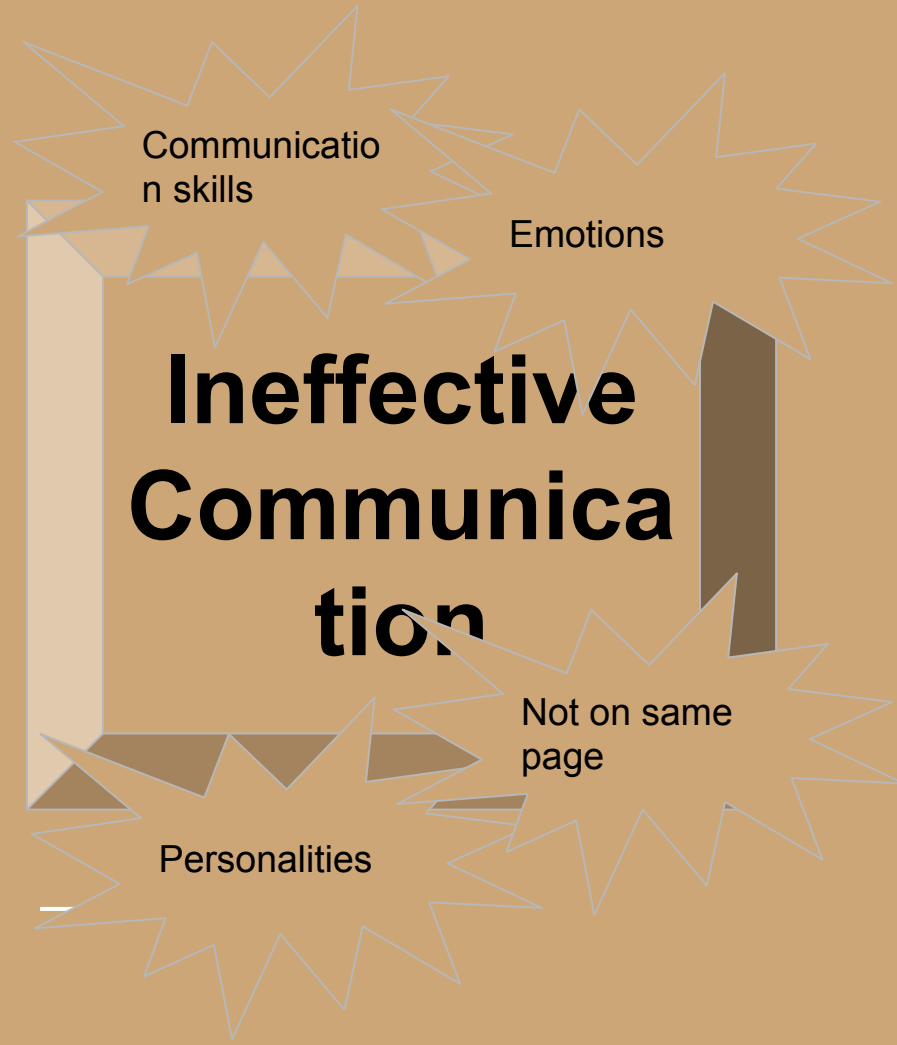 Communicatio
n skills
Emotions
Ineffective
Communica
tion
Not on same
page
Personalities